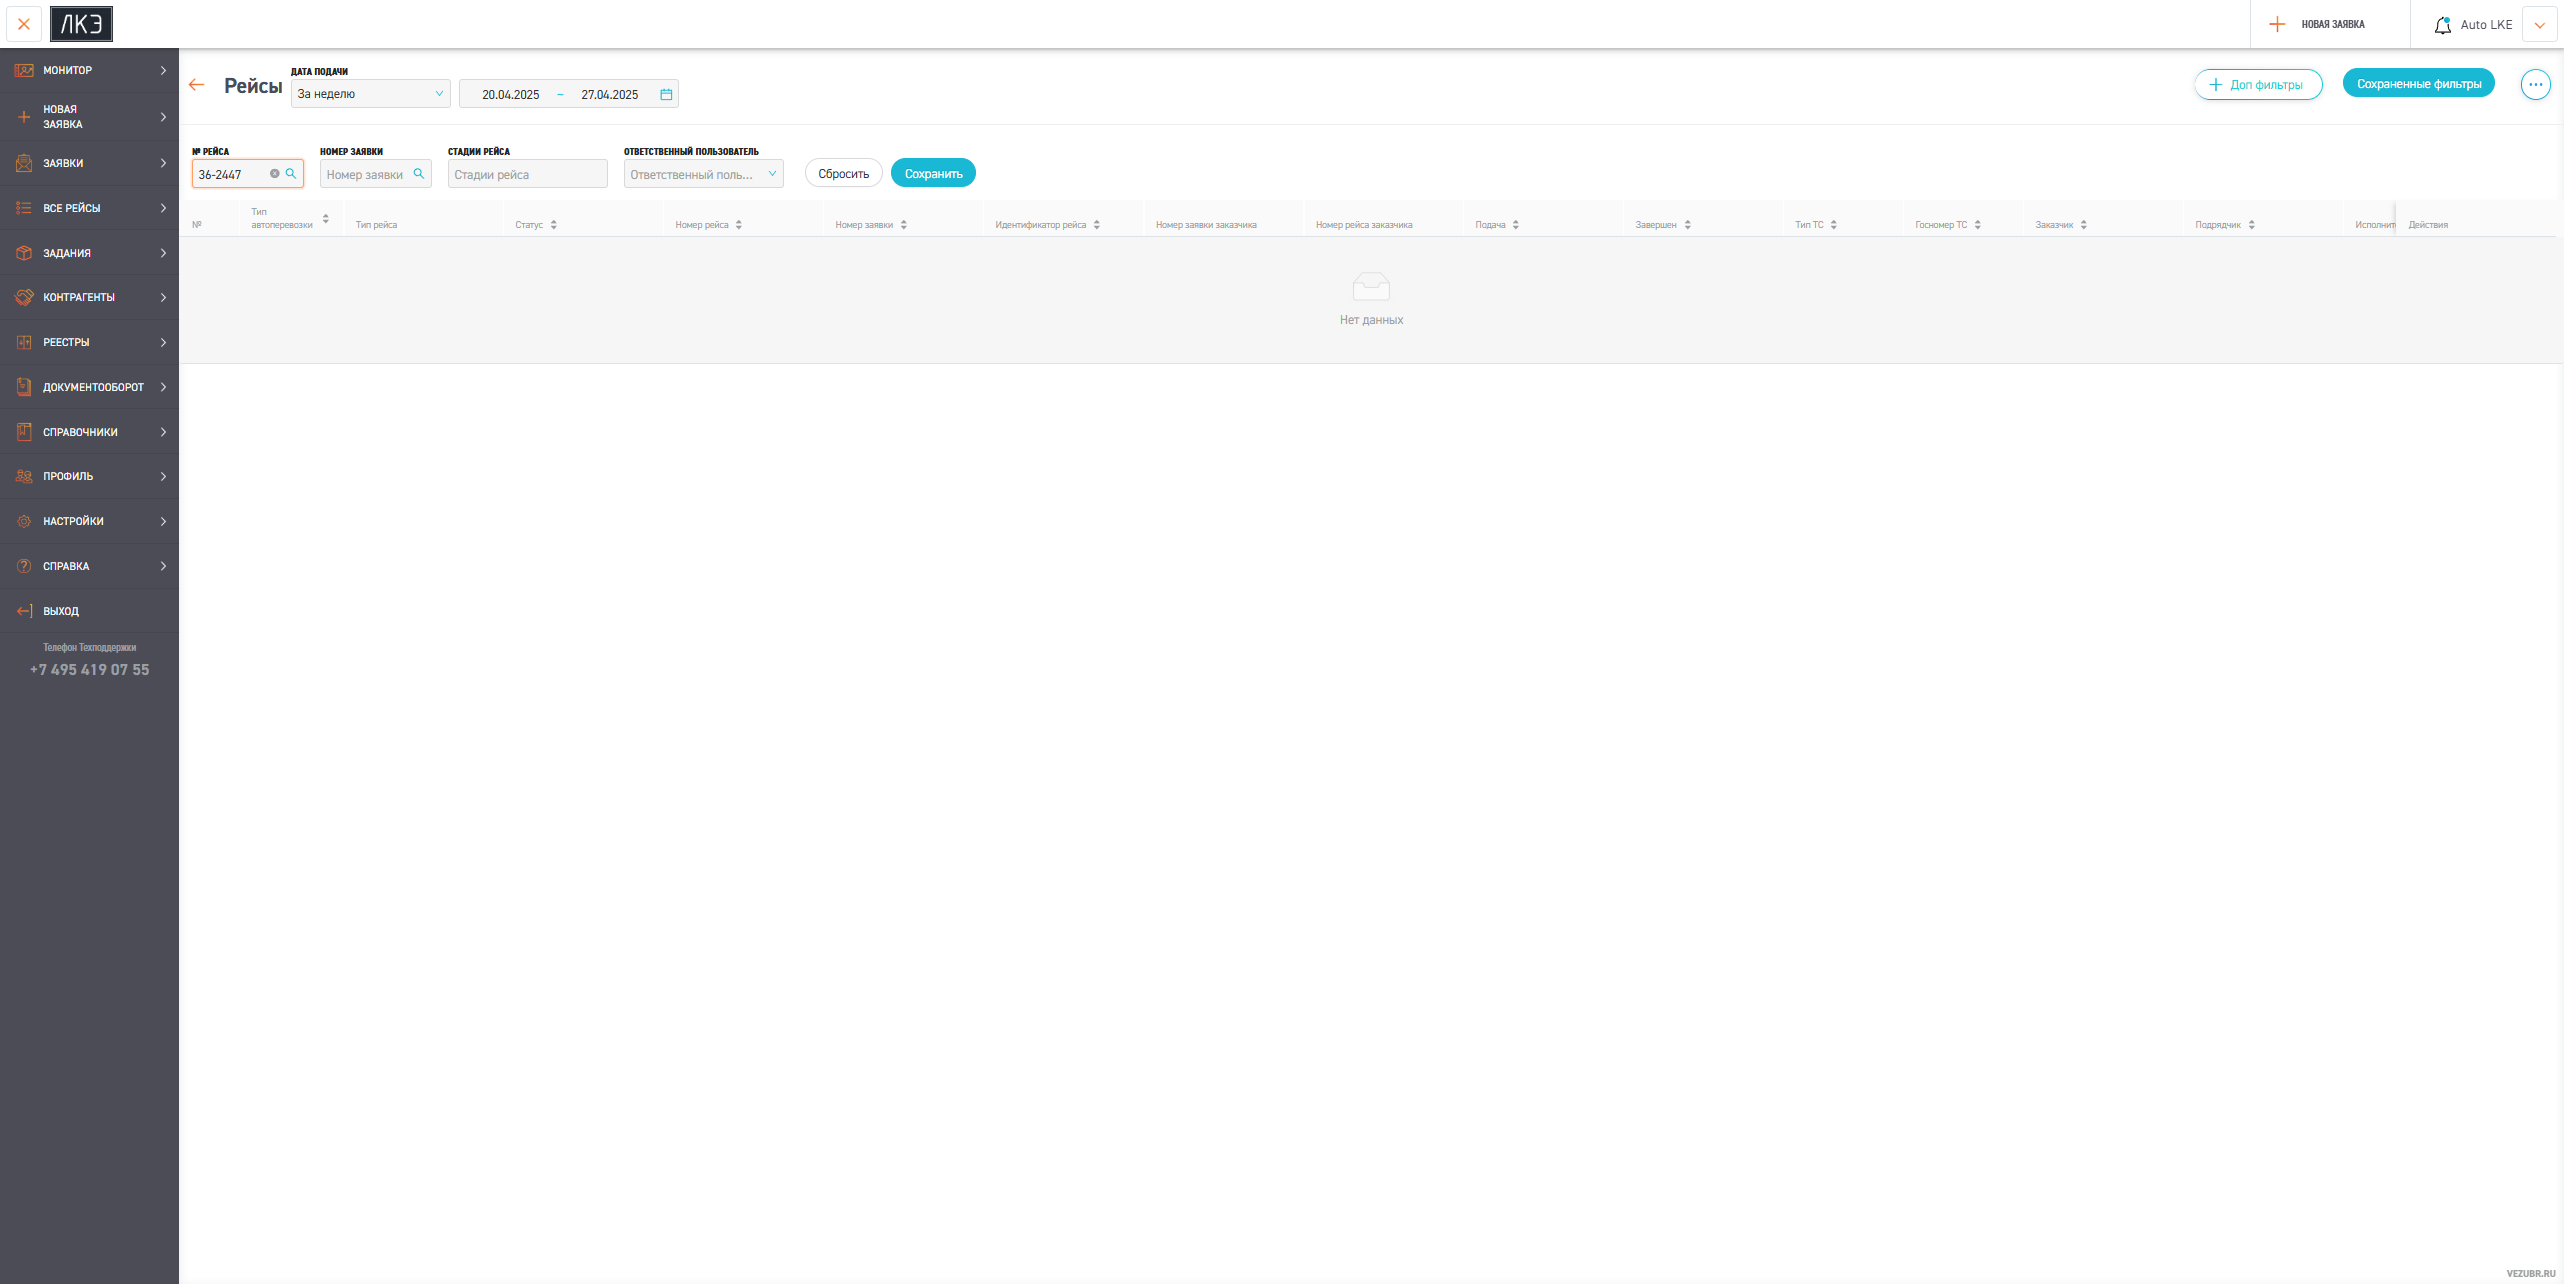 ЛКЭ
НОВАЯ ЗАЯВКА
Auto LKE
МОНИТОР
НОВАЯ
ЗАЯВКА
ЗАЯВКИ
ВСЕ РЕЙСЫ
ЗАДАНИЯ
КОНТРАГЕНТЫ
РЕЕСТРЫ
ДОКУМЕНТООБОРОТ
СПРАВОЧНИКИ
ПРОФИЛЬ
НАСТРОЙКИ
СПРАВКА
ВЫХОД
Телефон Техподдержки
+7 495 419 07 55
Рейсы
ДАТА ПОДАЧИ
За неделю
20.04.2025 ~ 27.04.2025
Доп фильтры
Сохраненные фильтры
№ РЕЙСА
36-2447
НОМЕР ЗАЯВКИ
Номер заявки
СТАДИИ РЕЙСА
Стадии рейса
ОТВЕТСТВЕННЫЙ ПОЛЬЗОВАТЕЛЬ
Ответственный поль...
Сбросить
Сохранить
№
Тип
автоперевозки
Тип рейса
Статус
Номер рейса
Номер заявки
Идентификатор рейса
Номер заявки заказчика
Номер рейса заказчика
Подача
Завершен
Тип ТС
Госномер ТС
Заказчик
Подрядчик
Исполнит
Действия
Нет данных
VEZUBR.RU